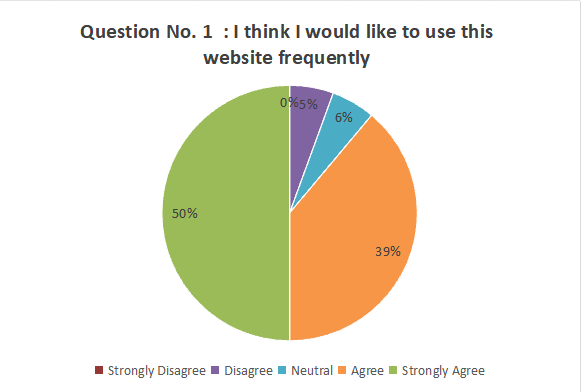 Question No. 1 : I think I would like to use this
website frequently
0%
5%
6%
50%
39%
Strongly Disagree Disagree Neutral Agree Strongly Agree